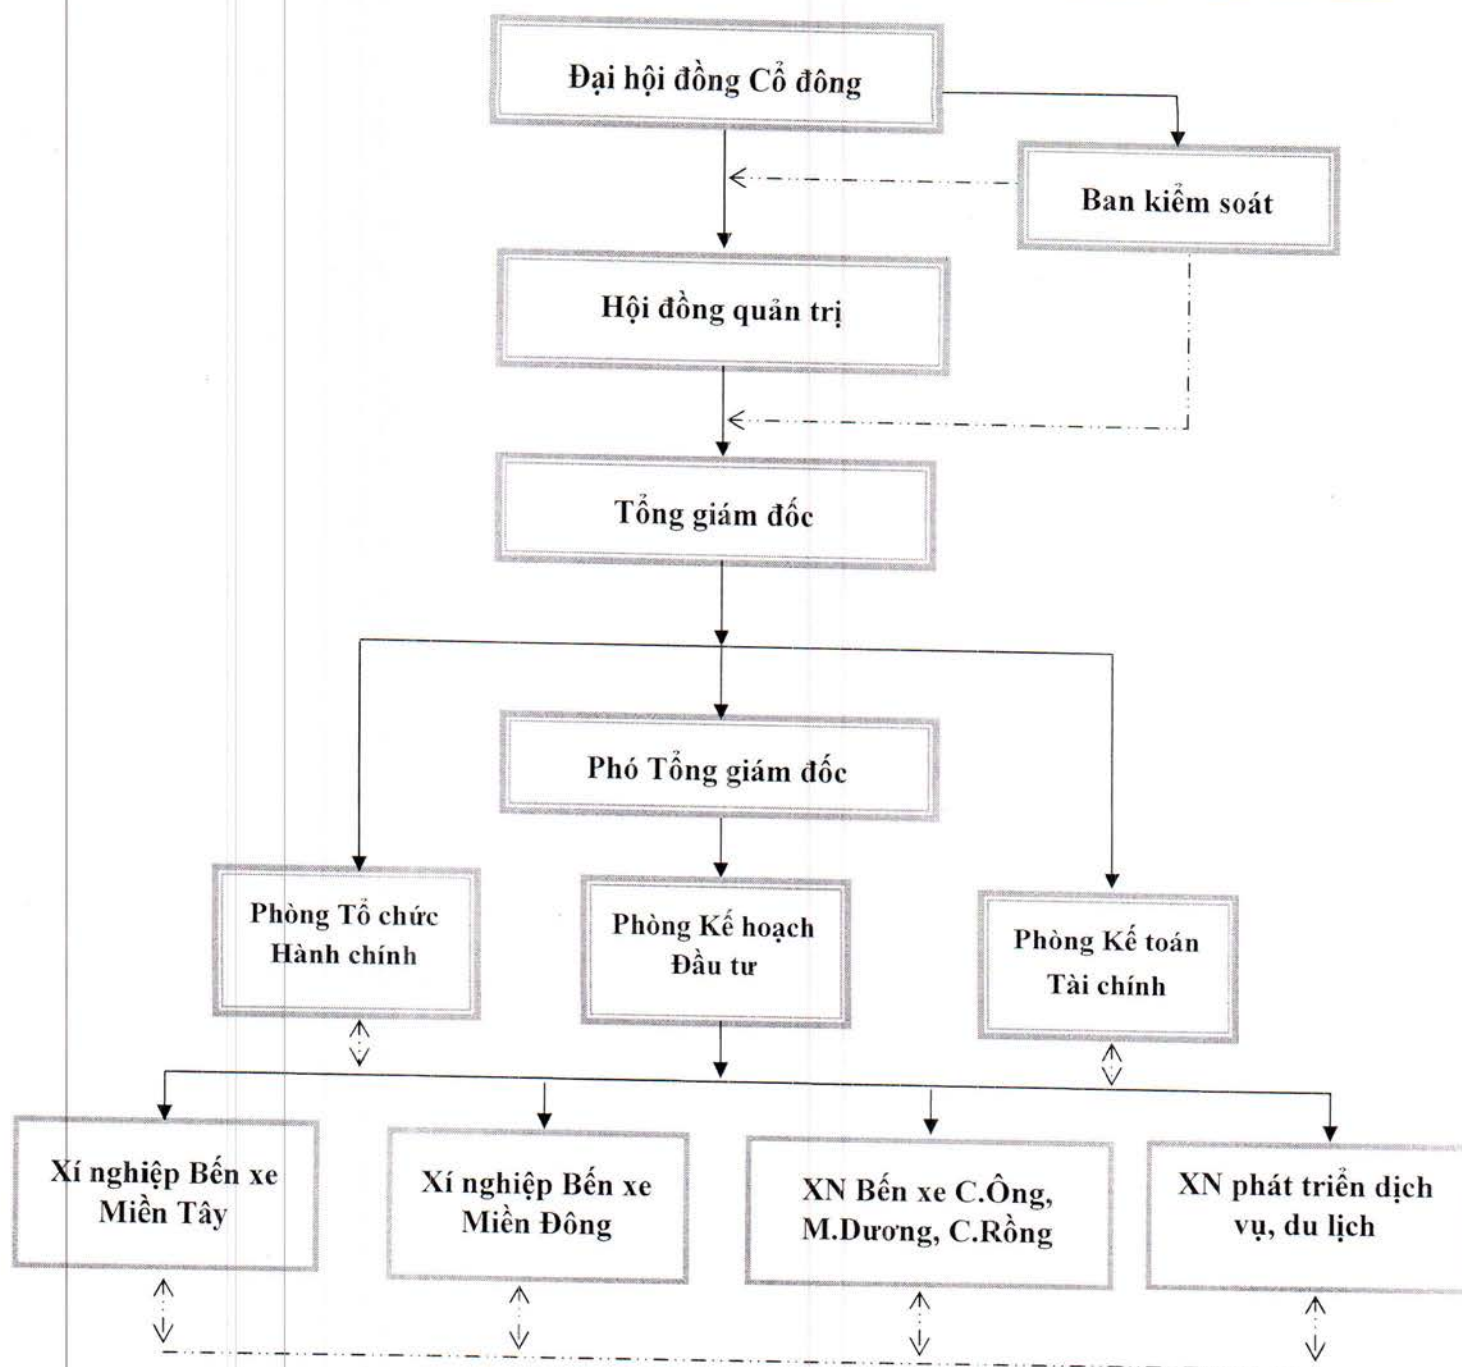 Đại hội đồng Cổ đông
Ban kiểm soát
Hội đồng quản trị
Tổng giám đốc
Phó Tổng giám đốc
Phòng Tổ chức
Hành chính
Phòng Kế hoạch
Đầu tư
Phòng Kế toán
Tài chính
Xí nghiệp Bến xe
Miền Tây
Xí nghiệp Bến xe
Miền Đông
XN Bến xe C.Ông,
M.Dương, C.Rồng
XN phát triển dịch
vụ, du lịch